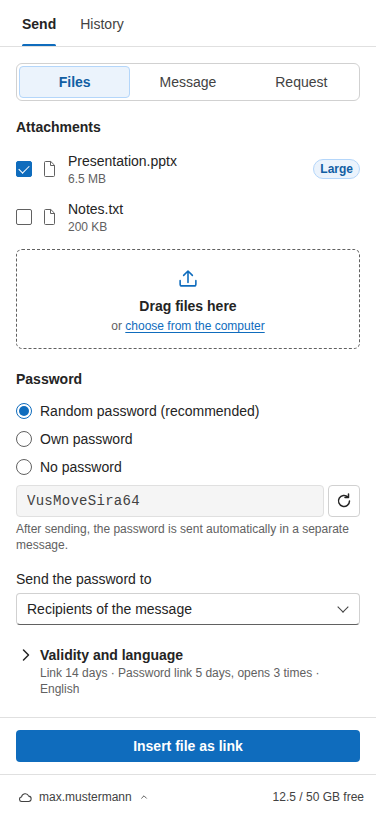 Send History
Files Message Request
Attachments
Presentation.pptx
6.5 MB
Large
Notes.txt
200 KB
Drag files here
or choose from the computer
Password
Random password (recommended)
Own password
No password
VusMoveSira64
After sending, the password is sent automatically in a separate
message.
Send the password to
Recipients of the message
Validity and language
Link 14 days · Password link 5 days, opens 3 times ·
English
Insert file as link
max.mustermann 12.5 / 50 GB free